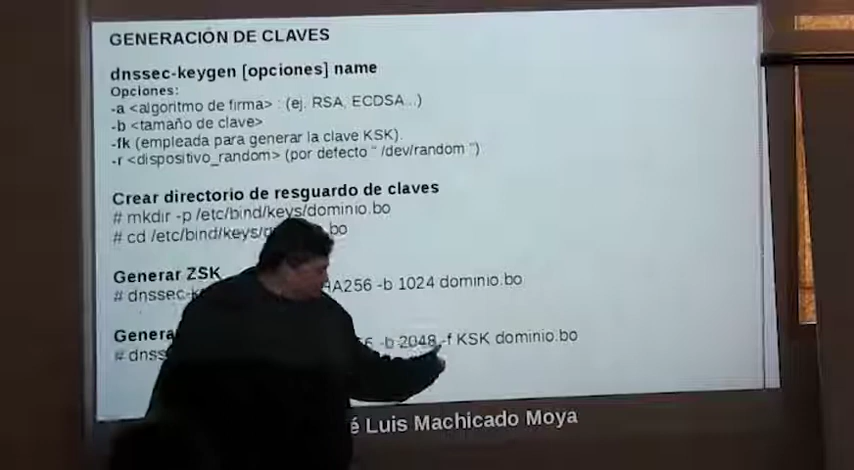 GENERACIÓN DE CLAVES
dnssec-keygen [opciones] name
Opciones:
-a <algoritmo de firma> : (ej. RSA, ECDSA...)
-b <tamaño de clave>
-fk (empleada para generar la clave KSK).
-r <dispositivo_random> (por defecto “ /dev/random ”)
Crear directorio de resguardo de claves
# mkdir -p /etc/bind/keys/dominio.bo
# cd /etc/bind/keys/ .bo
Generar ZSK
# dnssec-k A256 -b 1024 dominio.bo
Genera
# dnss 6 -b 2048 -f KSK dominio.bo
é Luis Machicado Moya